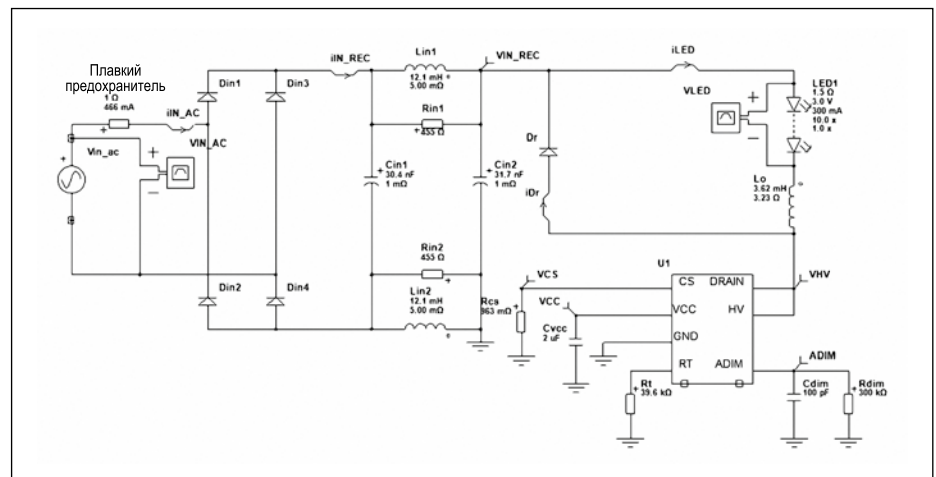 Плавкий
предохранитель
1 Ω
466 mA
iIN_AC
VIN_AC
Vin_ac
+
+
−
Din1
Din3
Din2
Din4
iIN_REC
Lin1
12.1 mH
5.00 mΩ
Rin1
455 Ω
Cin1
30.4 nF
1 mΩ
Cin2
31.7 nF
1 mΩ
Rin2
455 Ω
Lin2
12.1 mH
5.00 mΩ
VIN_REC
iLED
VLED
+
−
LED1
1.5 Ω
3.0 V
300 mA
10.0 x
1.0 x
Dr
iDr
Lo
3.62 mH
3.23 Ω
U1
CS
DRAIN
VCC
HV
GND
RT
ADIM
VCS
Rcs
863 mΩ
VCC
Cvcc
2 uF
VHV
ADIM
Rt
39.6 kΩ
Cdim
100 pF
Rdim
300 kΩ